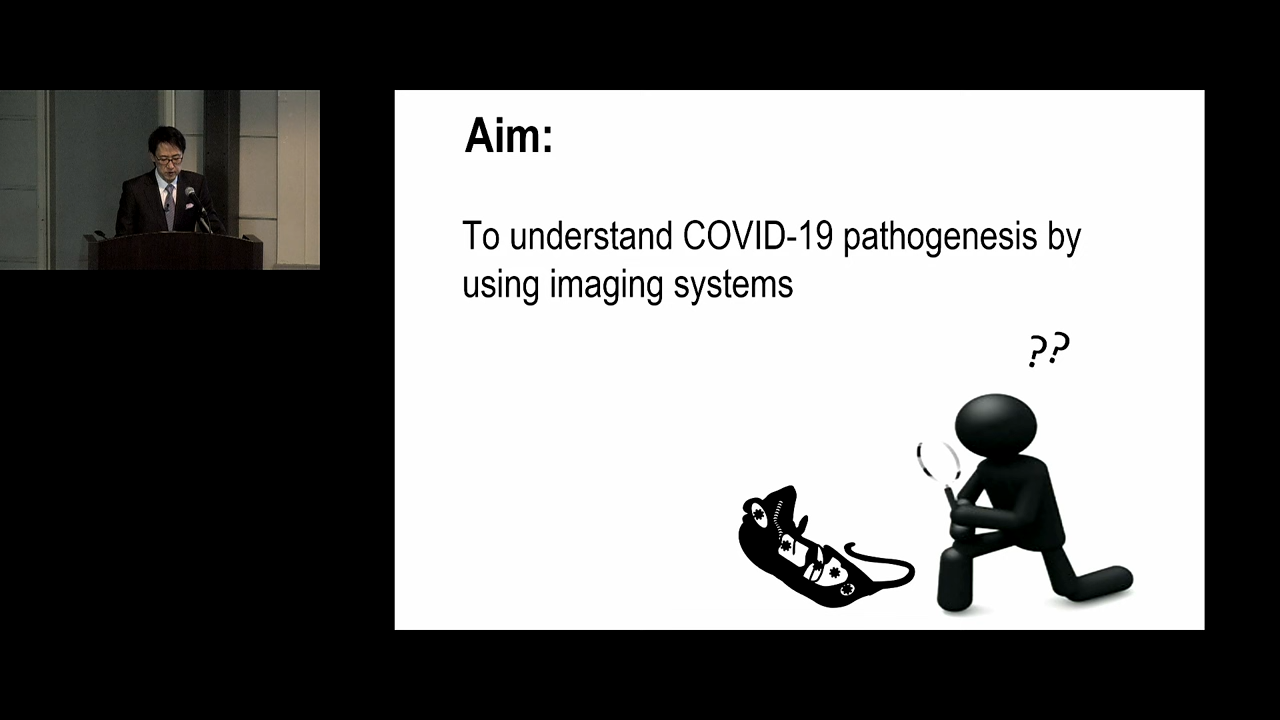 Aim:
To understand COVID-19 pathogenesis by
using imaging systems
??